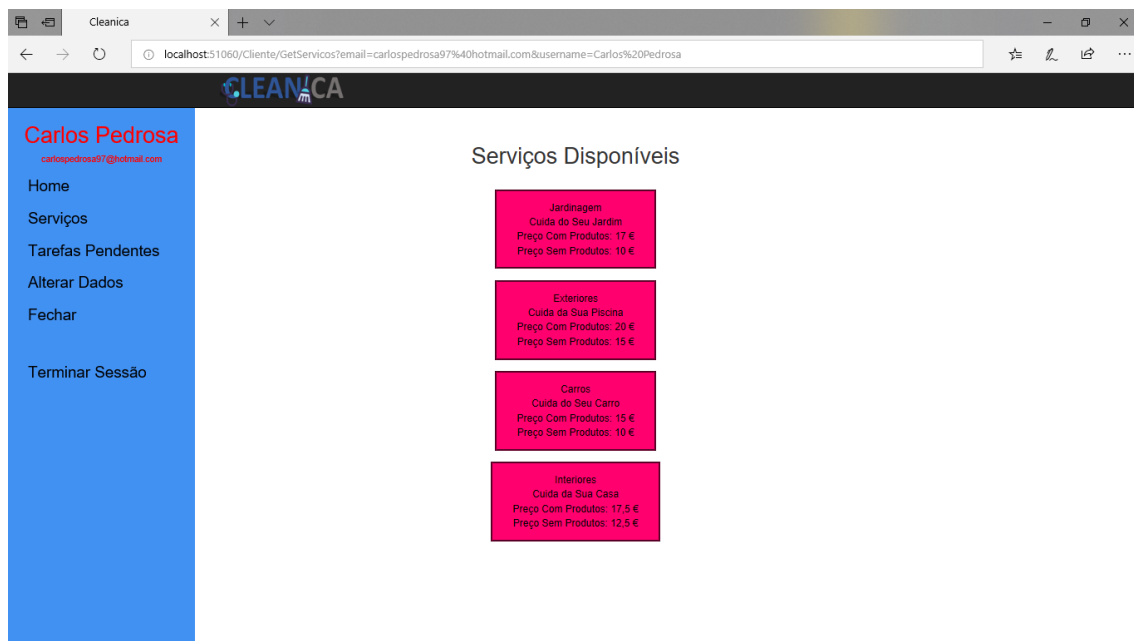 Cleanica
localhost:51060/Cliente/GetServicos?email=carlospedrosa97%40hotmail.com&username=Carlos%20Pedrosa
CLEANICA
Carlos Pedrosa
carlospedrosa97@hotmail.com
Home
Serviços
Tarefas Pendentes
Alterar Dados
Fechar
Terminar Sessão
Serviços Disponíveis
Jardinagem
Cuida do Seu Jardim
Preço Com Produtos: 17 €
Preço Sem Produtos: 10 €
Exteriores
Cuida da Sua Piscina
Preço Com Produtos: 20 €
Preço Sem Produtos: 15 €
Carros
Cuida do Seu Carro
Preço Com Produtos: 15 €
Preço Sem Produtos: 10 €
Interiores
Cuida da Sua Casa
Preço Com Produtos: 17,5 €
Preço Sem Produtos: 12,5 €